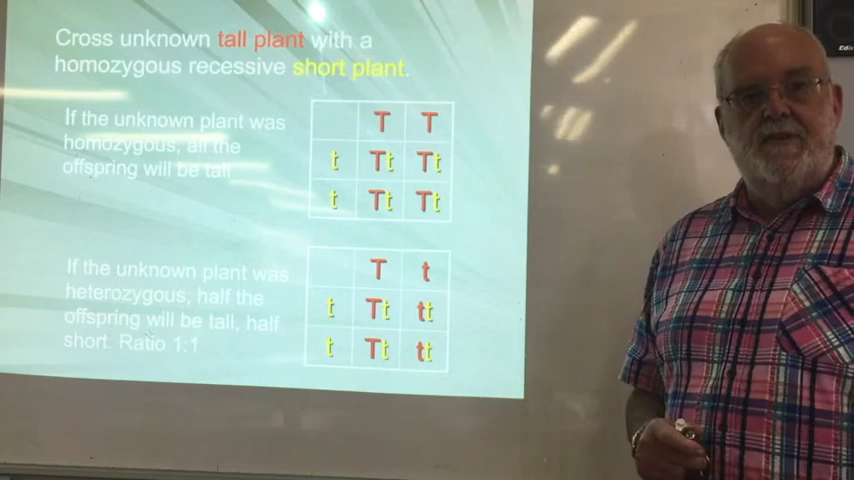 Cross unknown tall plant with a
homozygous recessive short plant.
If the unknown plant was
homozygous, all the
offspring will be tall
T T
t Tt Tt
t Tt Tt
If the unknown plant was
heterozygous, half the
offspring will be tall, half
short. Ratio 1:1
T t
t Tt tt
t Tt tt